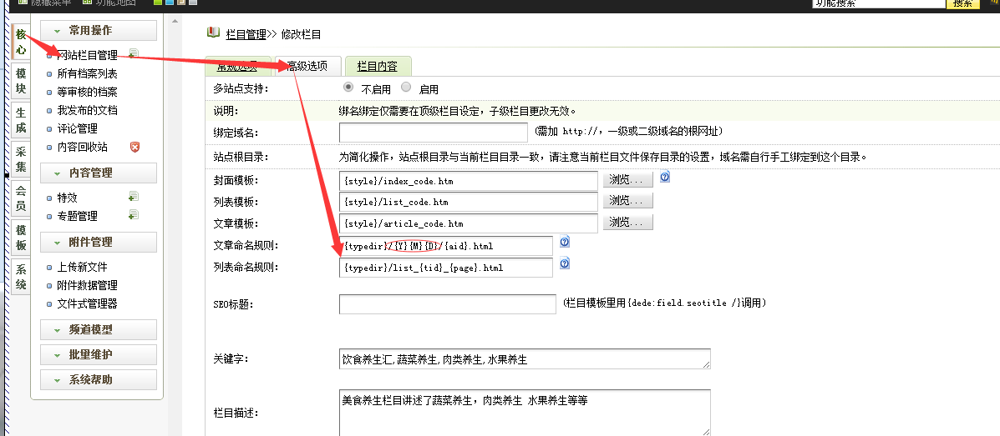 隐藏菜单 功能地图 功能搜索 搜索
核心
模块
生成
采集
会员
模板
系统
常用操作
网站栏目管理
所有档案列表
等审核的档案
我发布的文档
评论管理
内容回收站
内容管理
特效
专题管理
附件管理
上传新文件
附件数据管理
文件式管理器
频道模型
批量维护
系统帮助
栏目管理>> 修改栏目
常规选项 高级选项 栏目内容
多站点支持: 不启用 启用
说明: 绑名绑定仅需要在顶级栏目设定，子级栏目更改无效。
绑定域名: (需加 http://，一级或二级域名的根网址)
站点根目录: 为简化操作，站点根目录与当前栏目目录一致，请注意当前栏目文件保存目录的设置，域名需自行手工绑定到这个目录。
封面模板: {style}/index_code.htm 浏览...
列表模板: {style}/list_code.htm 浏览...
文章模板: {style}/article_code.htm 浏览...
文章命名规则: {typedir}/{Y}{M}{D}/{aid}.html
列表命名规则: {typedir}/list_{tid}_{page}.html
SEO标题: (栏目模板里用{dede:field.seotitle /}调用)
关键字: 饮食养生汇,蔬菜养生,肉类养生,水果养生
栏目描述: 美食养生栏目讲述了蔬菜养生，肉类养生 水果养生等等